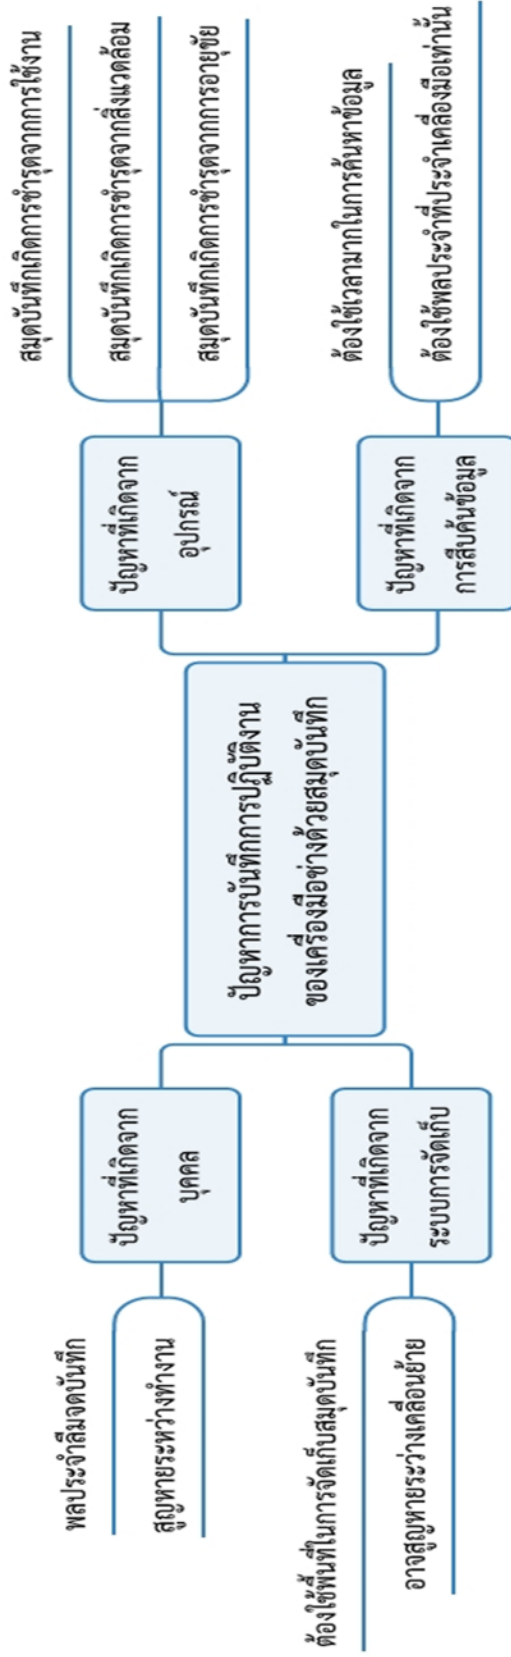 พลประจำลืมจดบันทึก
สูญหายระหว่างทำงาน
ปัญหาที่เกิดจาก
บุคคล
ต้องใช้พื้นที่ในการจัดเก็บสมุดบันทึก
อาจสูญหายระว่างเคลื่อนย้าย
ปัญหาที่เกิดจาก
ระบบการจัดเก็บ
ปัญหาการบันทึกการปฏิบัติงาน
ของเครื่องมือช่างด้วยสมุดบันทึก
ปัญหาที่เกิดจาก
อุปกรณ์
สมุดบันทึกเกิดการชำรุดจากการใช้งาน
สมุดบันทึกเกิดการชำรุดจากสิ่งแวดล้อม
สมุดบันทึกเกิดการชำรุดจากการอายุขัย
ปัญหาที่เกิดจาก
การสืบค้นข้อมูล
ต้องใช้เวลามากในการค้นหาข้อมูล
ต้องใช้พลประจำที่ประจำเครื่องมือเท่านั้น